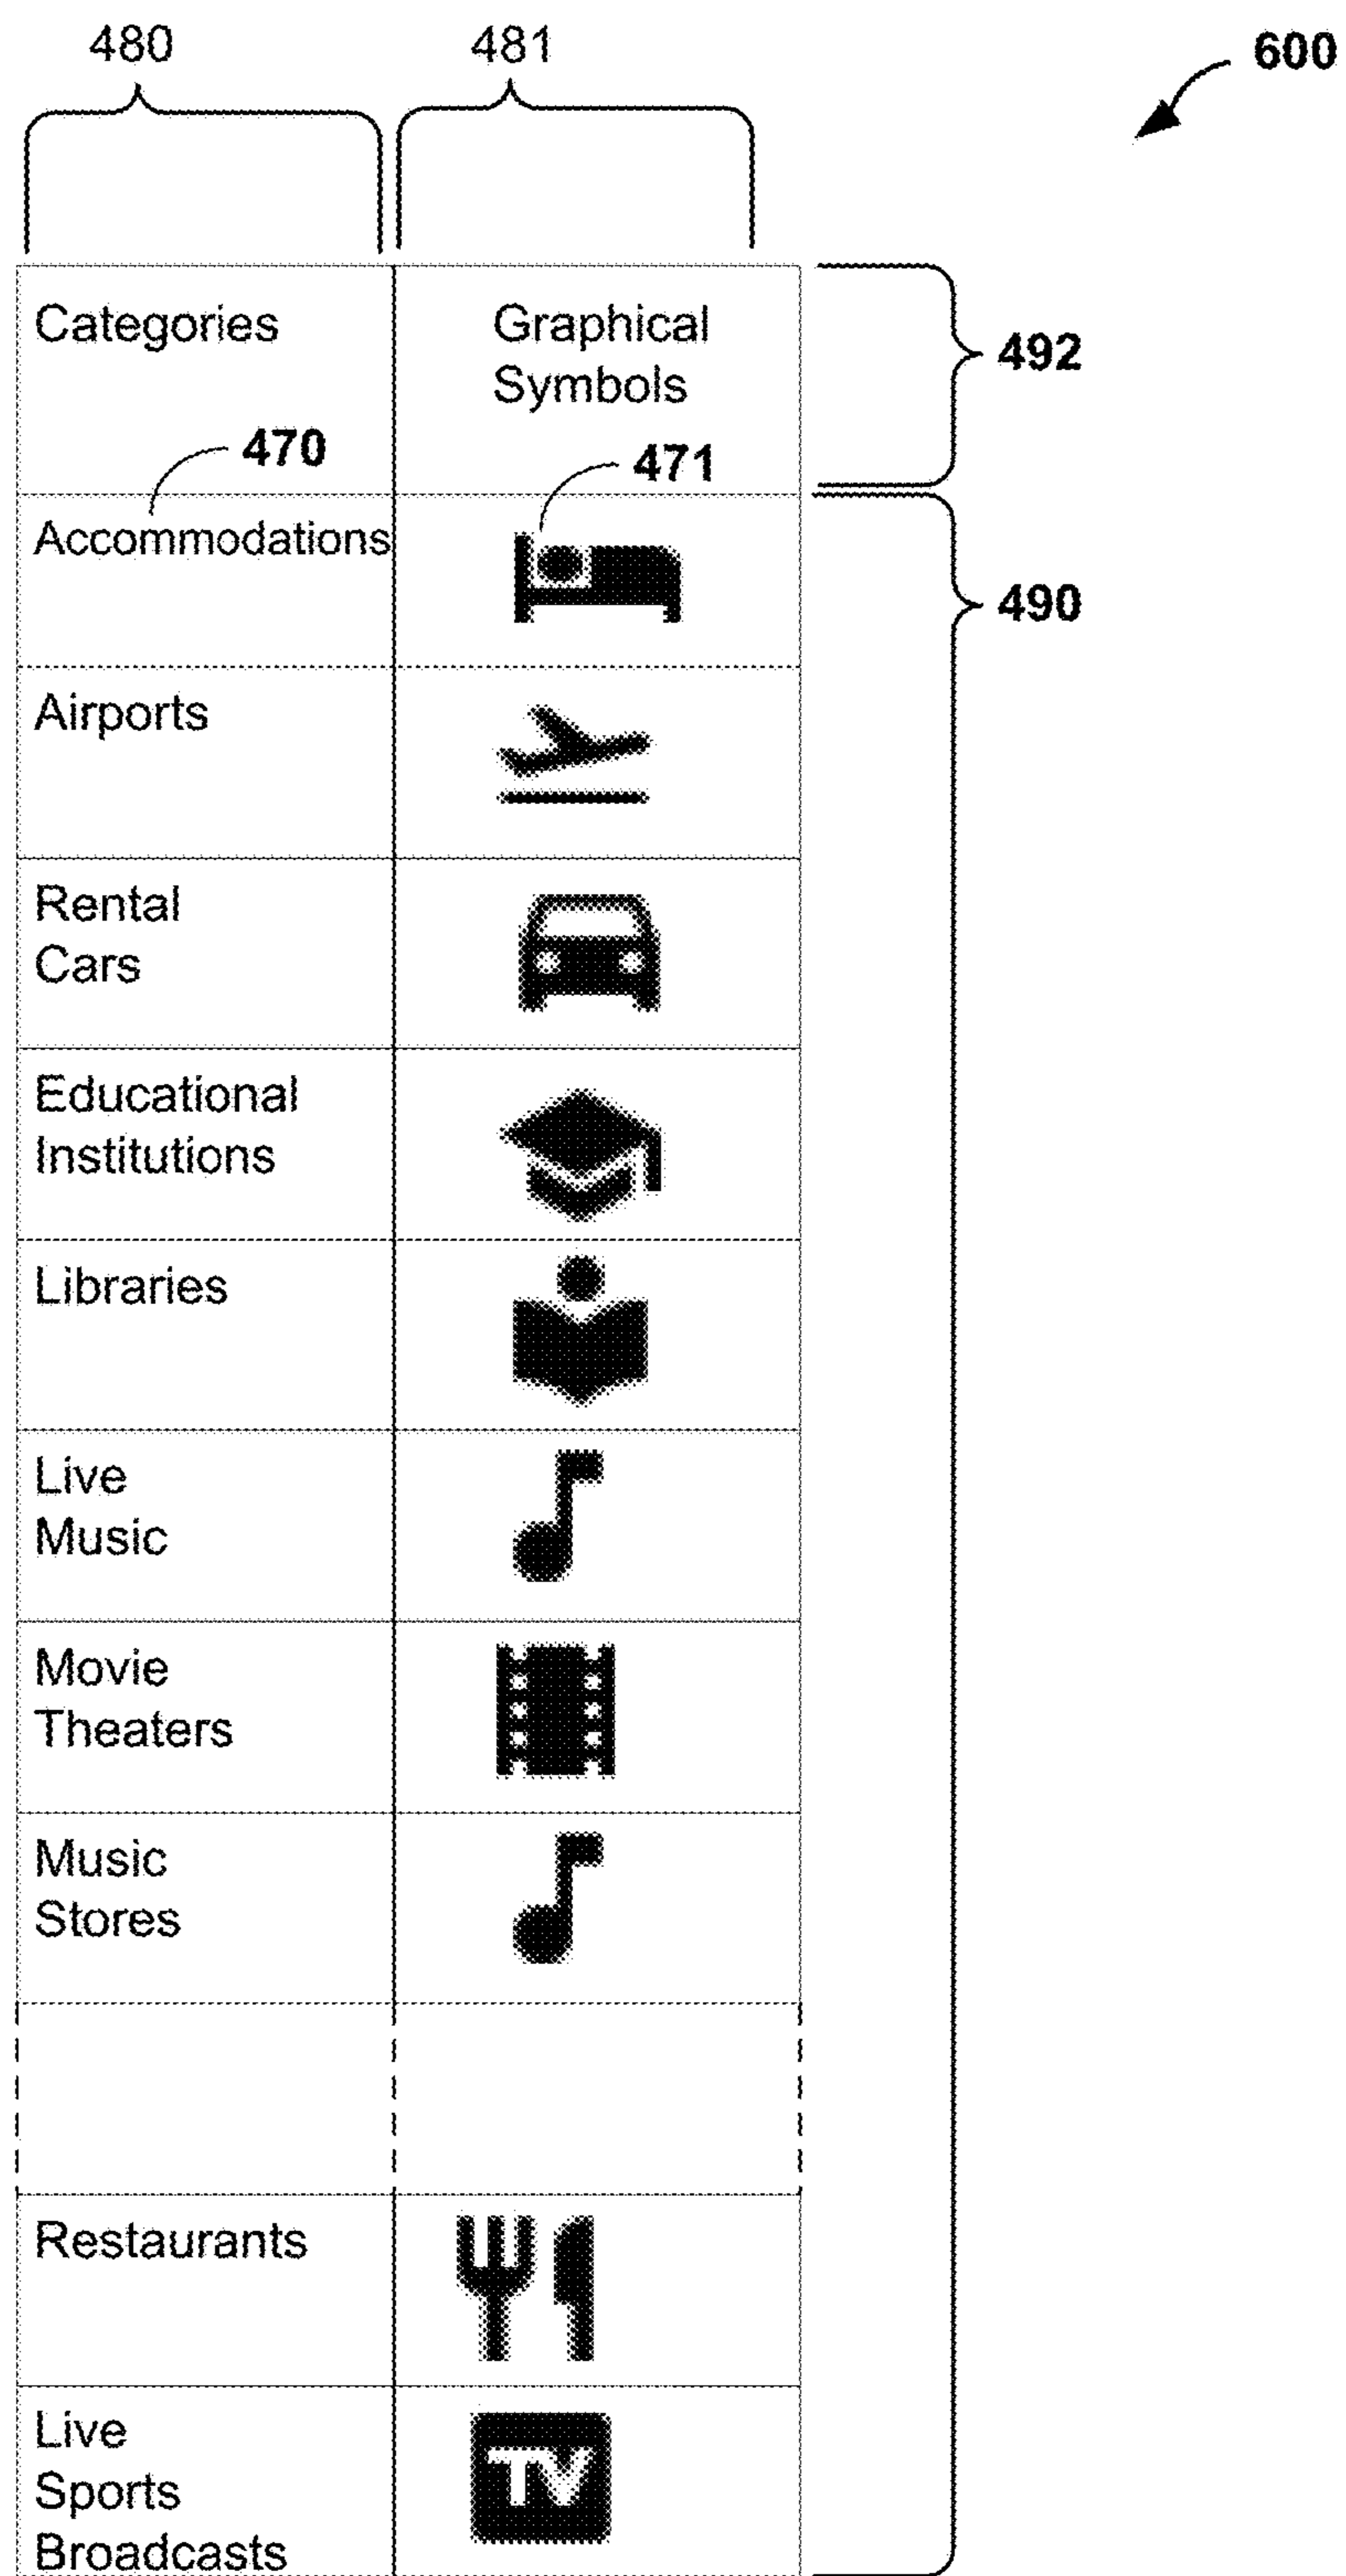 480
481
600
Categories
Graphical
Symbols
492
470
471
Accommodations
490
Airports
Rental
Cars
Educational
Institutions
Libraries
Live
Music
Movie
Theaters
Music
Stores
Restaurants
Live
Sports
Broadcasts
TV